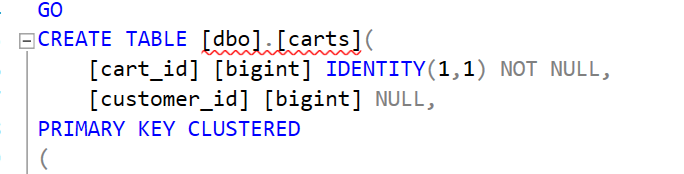 GO
CREATE TABLE [dbo].[carts](
[cart_id] [bigint] IDENTITY(1,1) NOT NULL,
[customer_id] [bigint] NULL,
PRIMARY KEY CLUSTERED
(